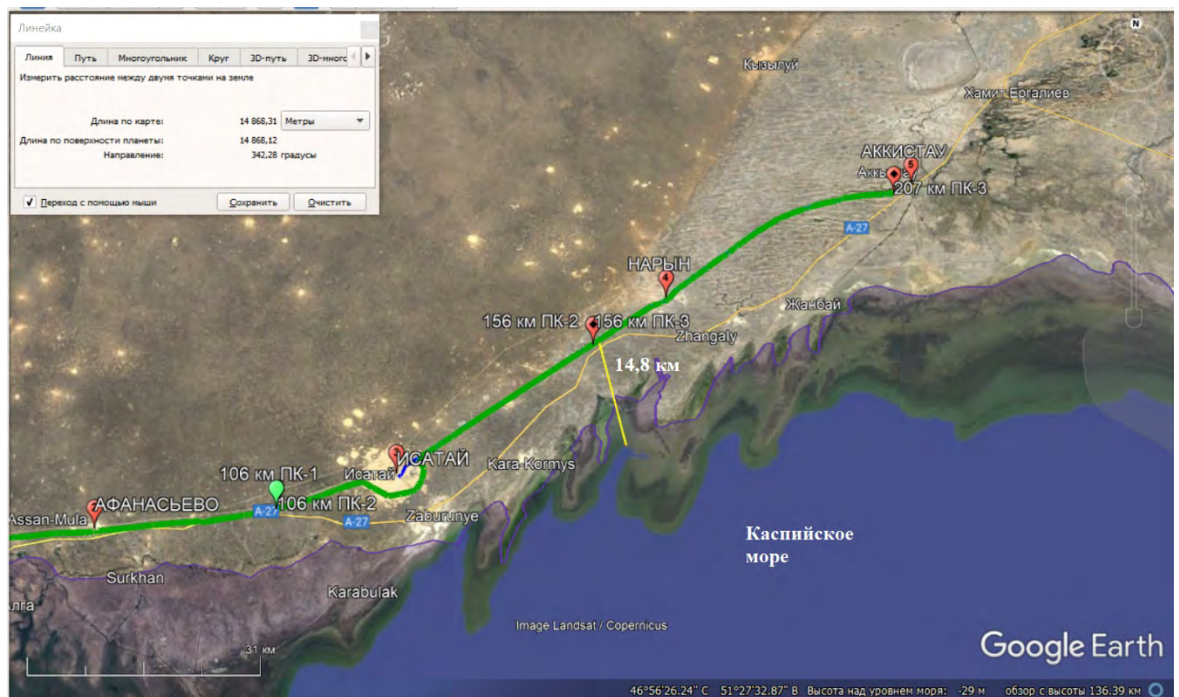 Линейка
Линия Путь Многоугольник Круг 3D-путь 3D-многс
Измерить расстояние между двумя точками на земле
Длина по карте: 14 868,31 Метры
Длина по поверхности планеты: 14 868,12
Направление: 342,28 градусы
Переход с помощью мыши Сохранить Очистить
N
Кызылуй
Хамит Ергалиев
АККИСТАУ
5
207 км ПК-3
А-27
НАРЫН
4
Жанбай
156 км ПК-2 156 км ПК-3
Zhangaly
14,8 км
ИСАТАЙ
Исатай
Kara-Kormys
106 км ПК-1
АФАНАСЬЕВО
106 км ПК-2
А-27
Assan-Mula
А-27
Zaburunye
Каспийское
море
Surkhan
Karabulak
лга
Image Landsat / Copernicus
31 км
Google Earth
46°56'26.24" С 51°27'32.87" В Высота над уровнем моря: -29 м обзор с высоты 136.39 км